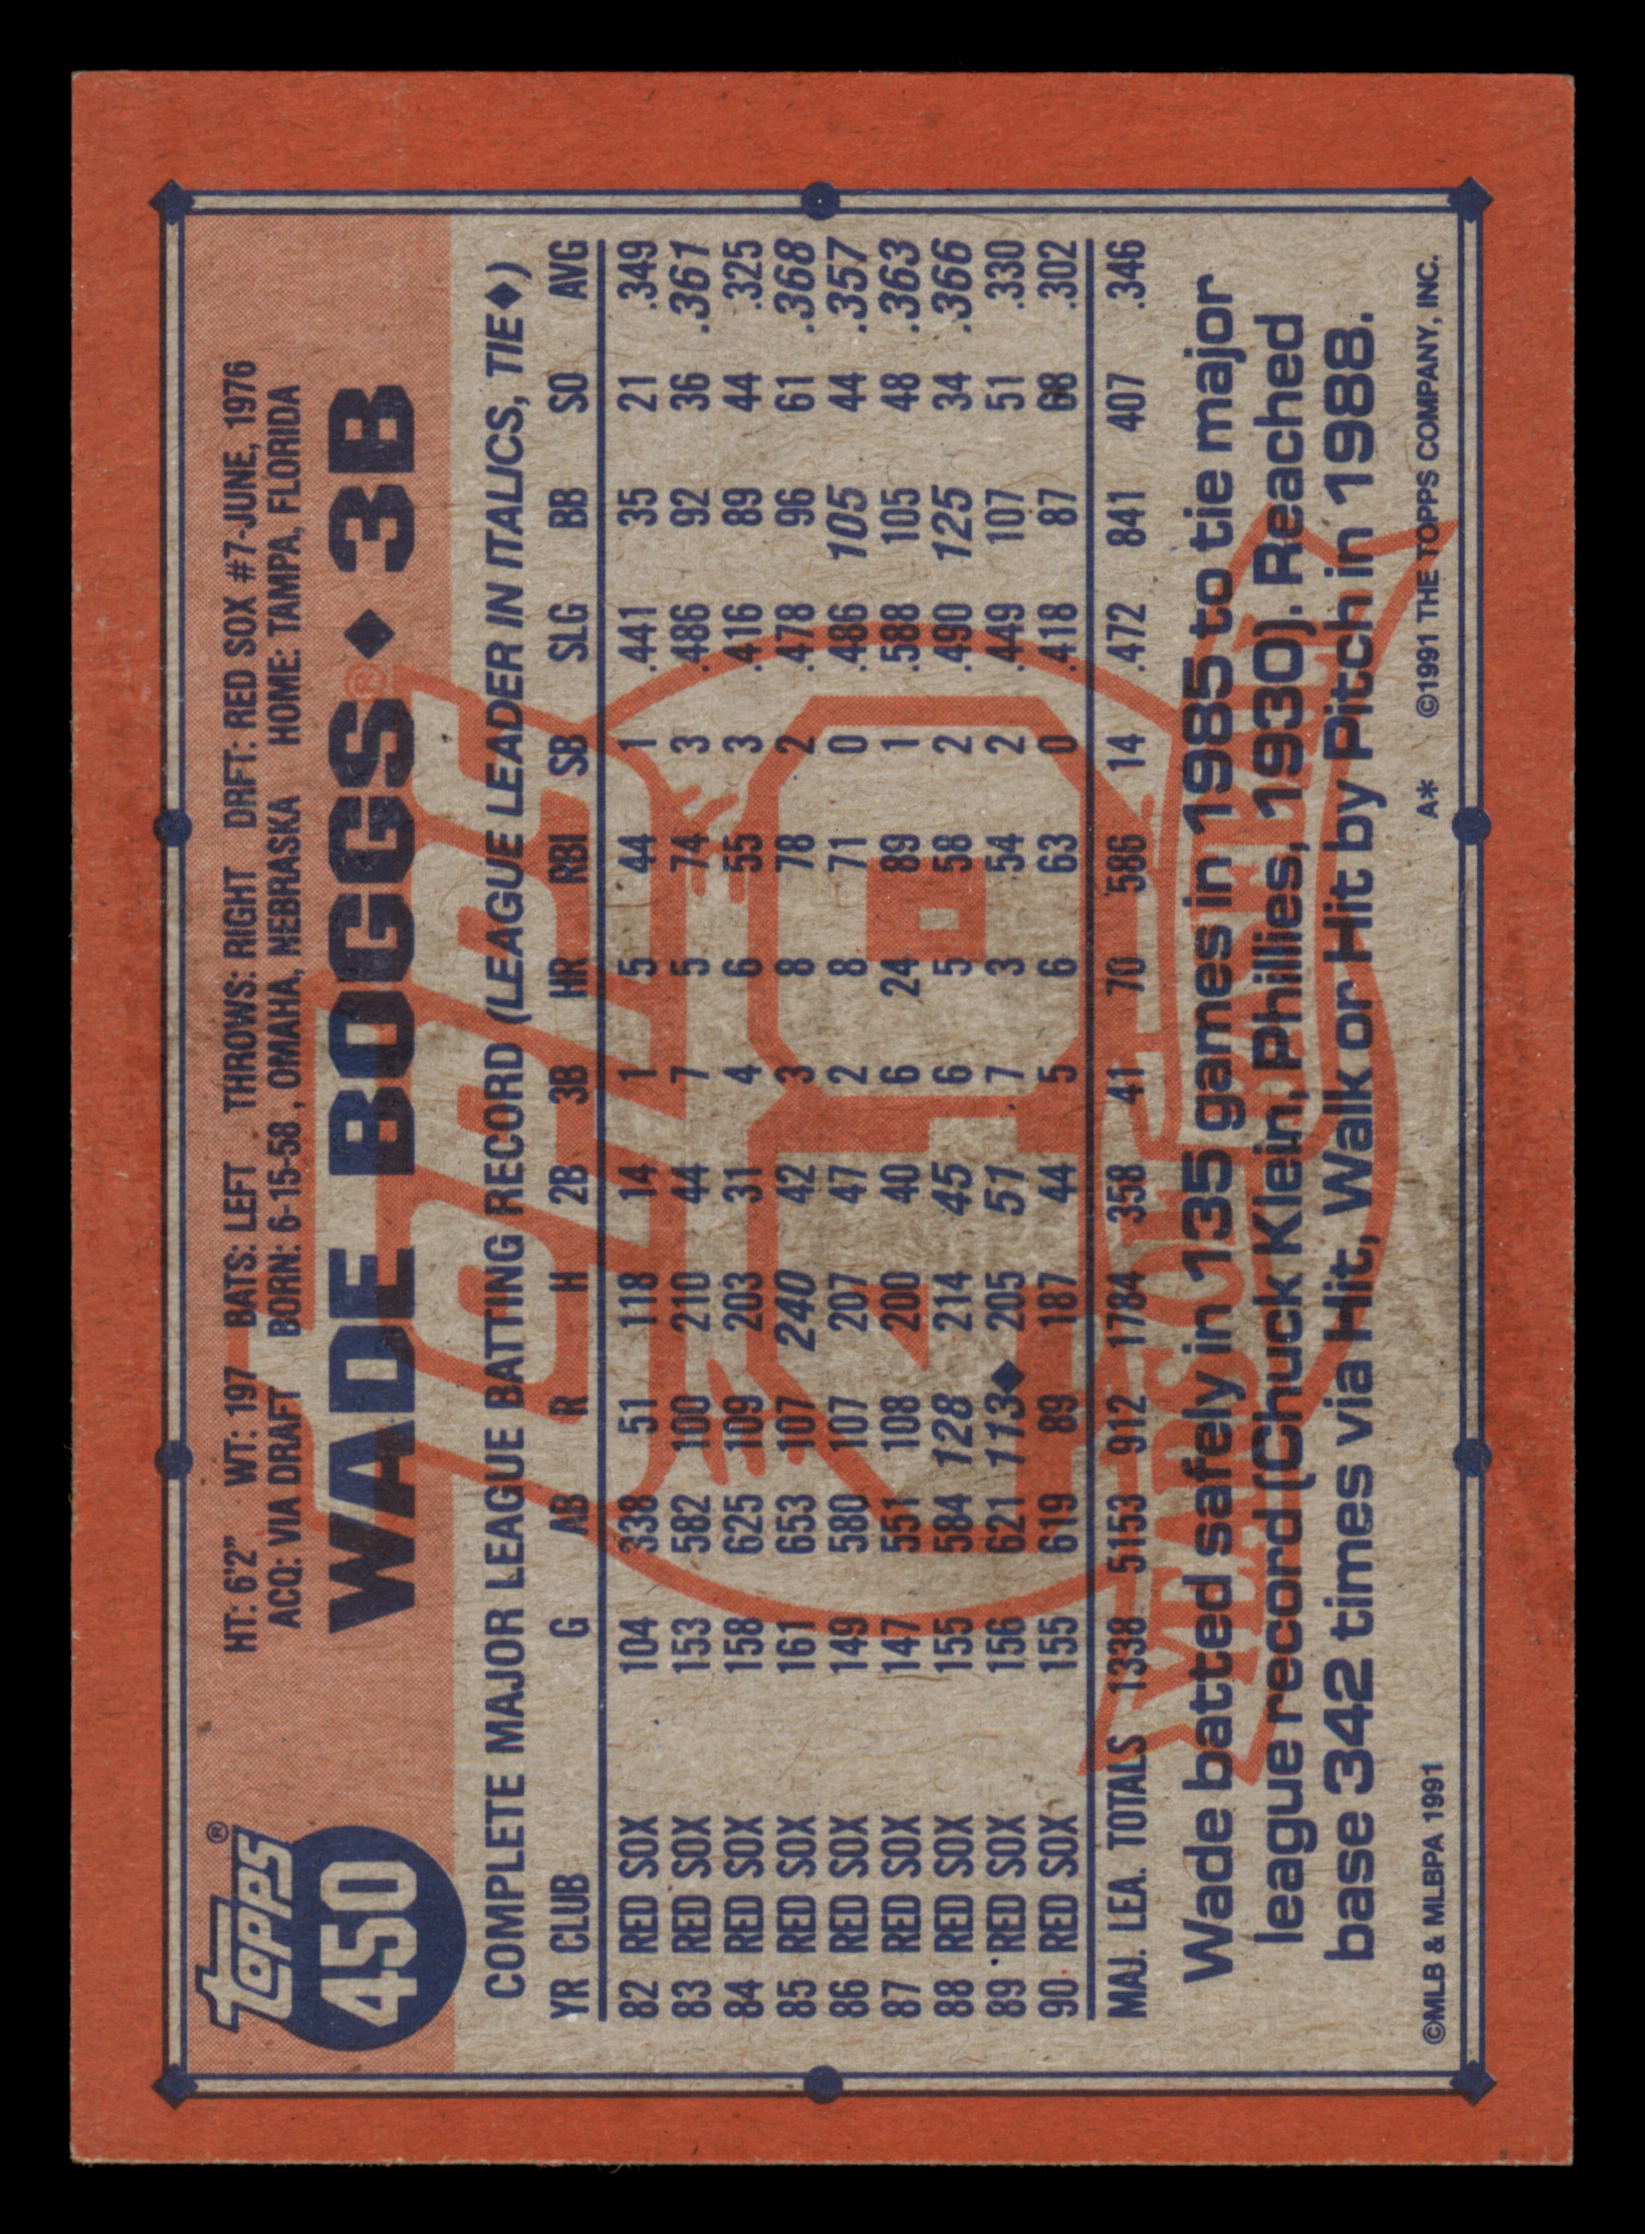 Topps®
450
HT: 6'2" WT: 197 BATS: LEFT THROWS: RIGHT DRFT: RED SOX #7-JUNE, 1976
ACQ: VIA DRAFT BORN: 6-15-58, OMAHA, NEBRASKA HOME: TAMPA, FLORIDA
WADE BOGGS ◆ 3B
COMPLETE MAJOR LEAGUE BATTING RECORD (LEAGUE LEADER IN ITALICS, TIE◆)
YR CLUB G AB R H 2B 3B HR RBI SB SLG BB SO AVG
82 RED SOX 104 338 51 118 14 1 5 44 1 .441 35 21 .349
83 RED SOX 153 582 100 210 44 7 5 74 3 .486 92 36 .361
84 RED SOX 158 625 109 203 31 4 6 55 3 .416 89 44 .325
85 RED SOX 161 653 107 240 42 3 8 78 2 .478 96 61 .368
86 RED SOX 149 580 107 207 47 2 8 71 0 .486 105 44 .357
87 RED SOX 147 551 108 200 40 6 24 89 1 .588 105 48 .363
88 RED SOX 155 584 128 214 45 6 5 58 2 .490 125 34 .366
89 RED SOX 156 621 113◆ 205 51 7 3 54 2 .449 107 51 .330
90 RED SOX 155 619 89 187 44 5 6 63 0 .418 87 68 .302
MAJ. LEA. TOTALS 1338 5153 912 1784 358 41 70 586 14 .472 841 407 .346
Topps®
40
YEARS OF BASEBALL
Wade batted safely in 135 games in 1985 to tie major
league record (Chuck Klein, Phillies, 1930). Reached
base 342 times via Hit, Walk or Hit by Pitch in 1988.
©MLB & MLBPA 1991 A* ©1991 THE TOPPS COMPANY, INC.